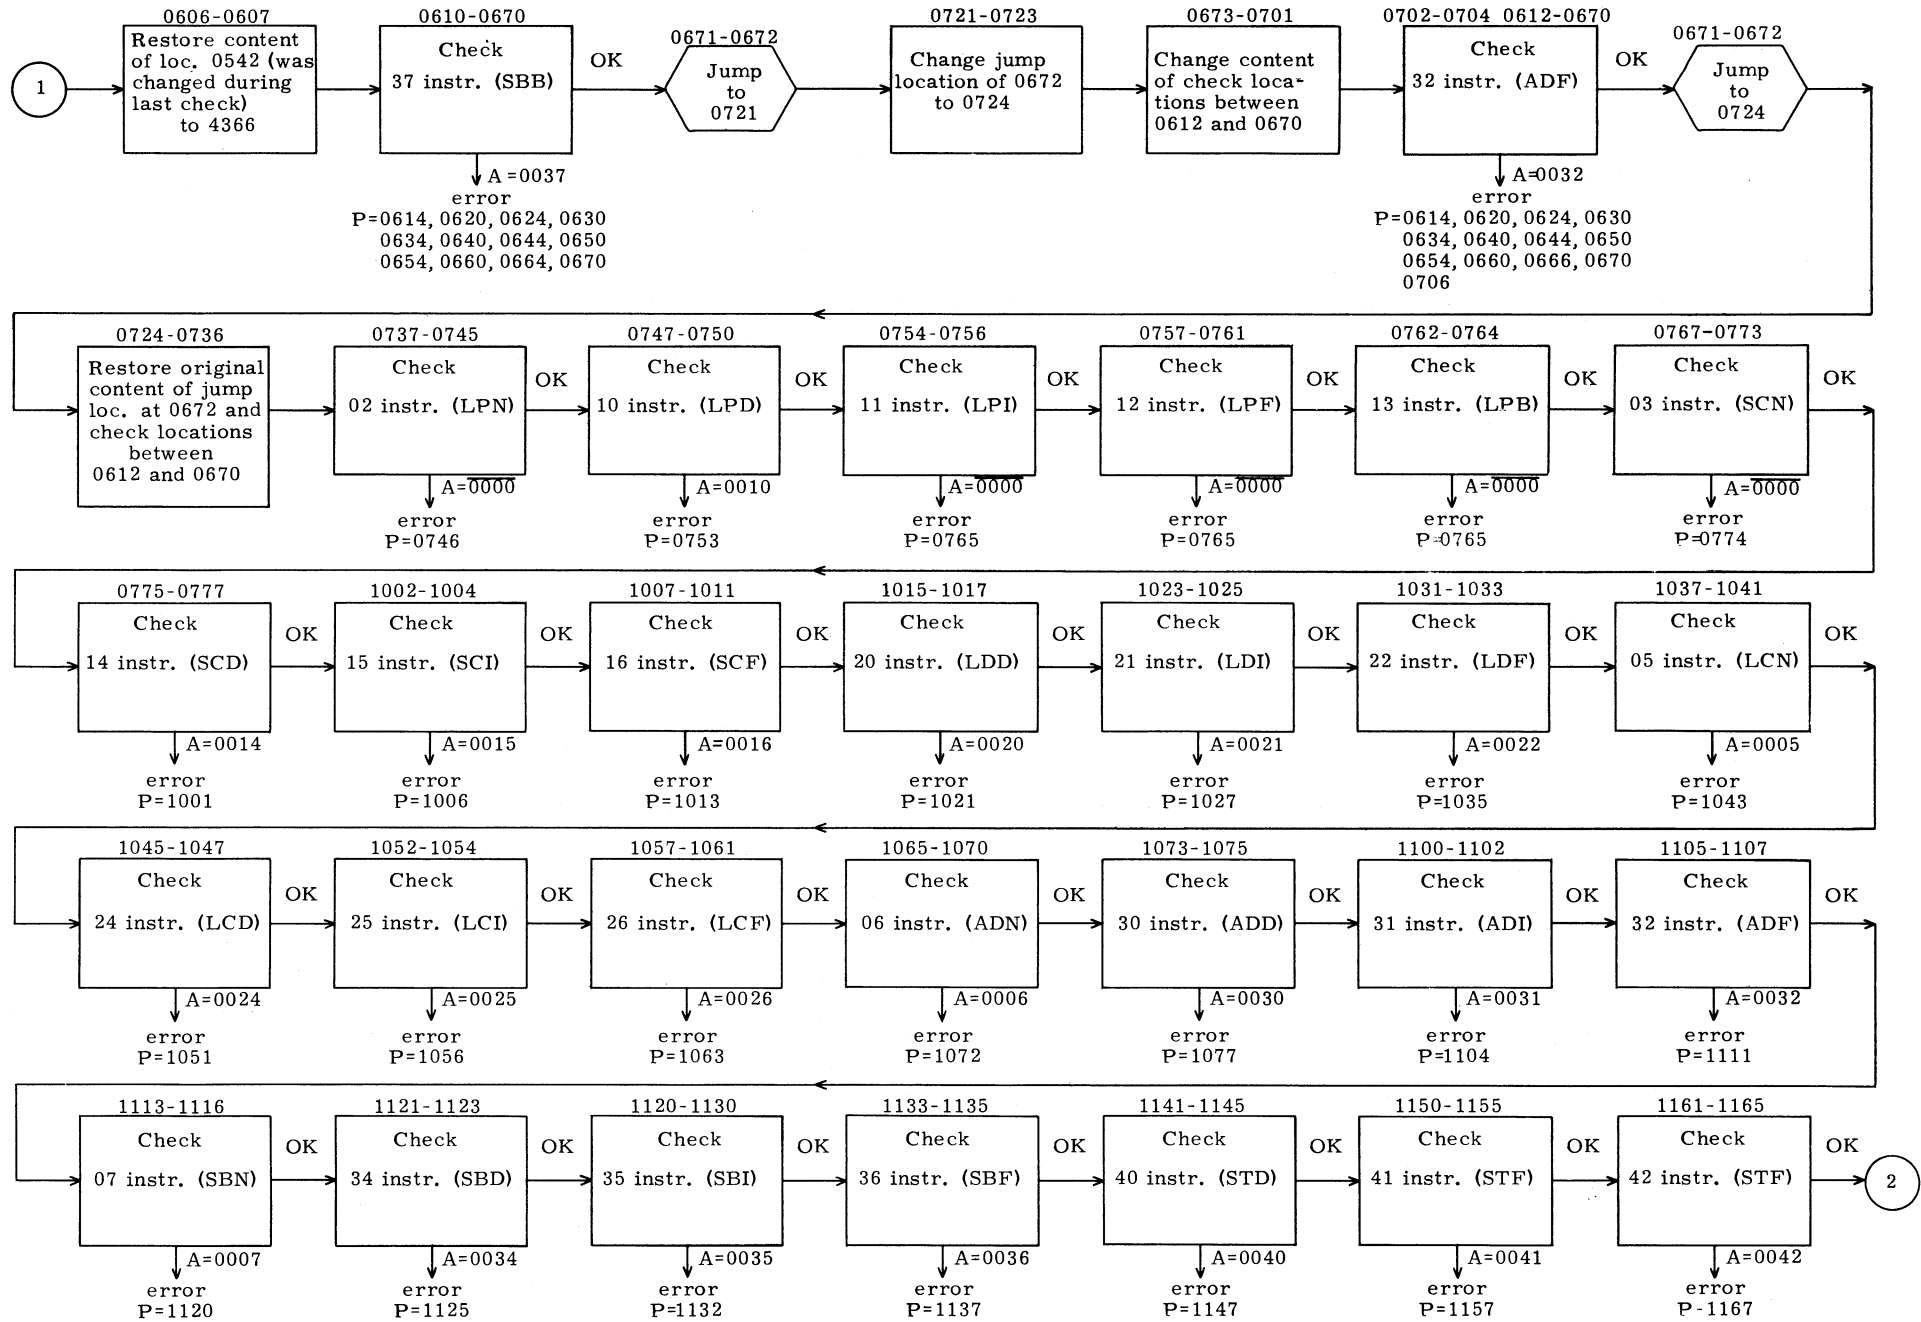 1
0606-0607
Restore content
of loc. 0542 (was
changed during
last check)
to 4366
0610-0670
Check
37 instr. (SBB)
OK
A=0037
error
P=0614, 0620, 0624, 0630
0634, 0640, 0644, 0650
0654, 0660, 0664, 0670
0671-0672
Jump
to
0721
0721-0723
Change jump
location of 0672
to 0724
0673-0701
Change content
of check loca-
tions between
0612 and 0670
0702-0704 0612-0670
Check
32 instr. (ADF)
OK
A=0032
error
P=0614, 0620, 0624, 0630
0634, 0640, 0644, 0650
0654, 0660, 0666, 0670
0706
0671-0672
Jump
to
0724
0724-0736
Restore original
content of jump
loc. at 0672 and
check locations
between
0612 and 0670
0737-0745
Check
02 instr. (LPN)
OK
A=0000
error
P=0746
0747-0750
Check
10 instr. (LPD)
OK
A=0010
error
P=0753
0754-0756
Check
11 instr. (LPI)
OK
A=0000
error
P=0765
0757-0761
Check
12 instr. (LPF)
OK
A=0000
error
P=0765
0762-0764
Check
13 instr. (LPB)
OK
A=0000
error
P=0765
0767-0773
Check
03 instr. (SCN)
OK
A=0000
error
P=0774
0775-0777
Check
14 instr. (SCD)
OK
A=0014
error
P=1001
1002-1004
Check
15 instr. (SCI)
OK
A=0015
error
P=1006
1007-1011
Check
16 instr. (SCF)
OK
A=0016
error
P=1013
1015-1017
Check
20 instr. (LDD)
OK
A=0020
error
P=1021
1023-1025
Check
21 instr. (LDI)
OK
A=0021
error
P=1027
1031-1033
Check
22 instr. (LDF)
OK
A=0022
error
P=1035
1037-1041
Check
05 instr. (LCN)
OK
A=0005
error
P=1043
1045-1047
Check
24 instr. (LCD)
OK
A=0024
error
P=1051
1052-1054
Check
25 instr. (LCI)
OK
A=0025
error
P=1056
1057-1061
Check
26 instr. (LCF)
OK
A=0026
error
P=1063
1065-1070
Check
06 instr. (ADN)
OK
A=0006
error
P=1072
1073-1075
Check
30 instr. (ADD)
OK
A=0030
error
P=1077
1100-1102
Check
31 instr. (ADI)
OK
A=0031
error
P=1104
1105-1107
Check
32 instr. (ADF)
OK
A=0032
error
P=1111
1113-1116
Check
07 instr. (SBN)
OK
A=0007
error
P=1120
1121-1123
Check
34 instr. (SBD)
OK
A=0034
error
P=1125
1120-1130
Check
35 instr. (SBI)
OK
A=0035
error
P=1132
1133-1135
Check
36 instr. (SBF)
OK
A=0036
error
P=1137
1141-1145
Check
40 instr. (STD)
OK
A=0040
error
P=1147
1150-1155
Check
41 instr. (STF)
OK
A=0041
error
P=1157
1161-1165
Check
42 instr. (STF)
OK
A=0042
error
P-1167
2